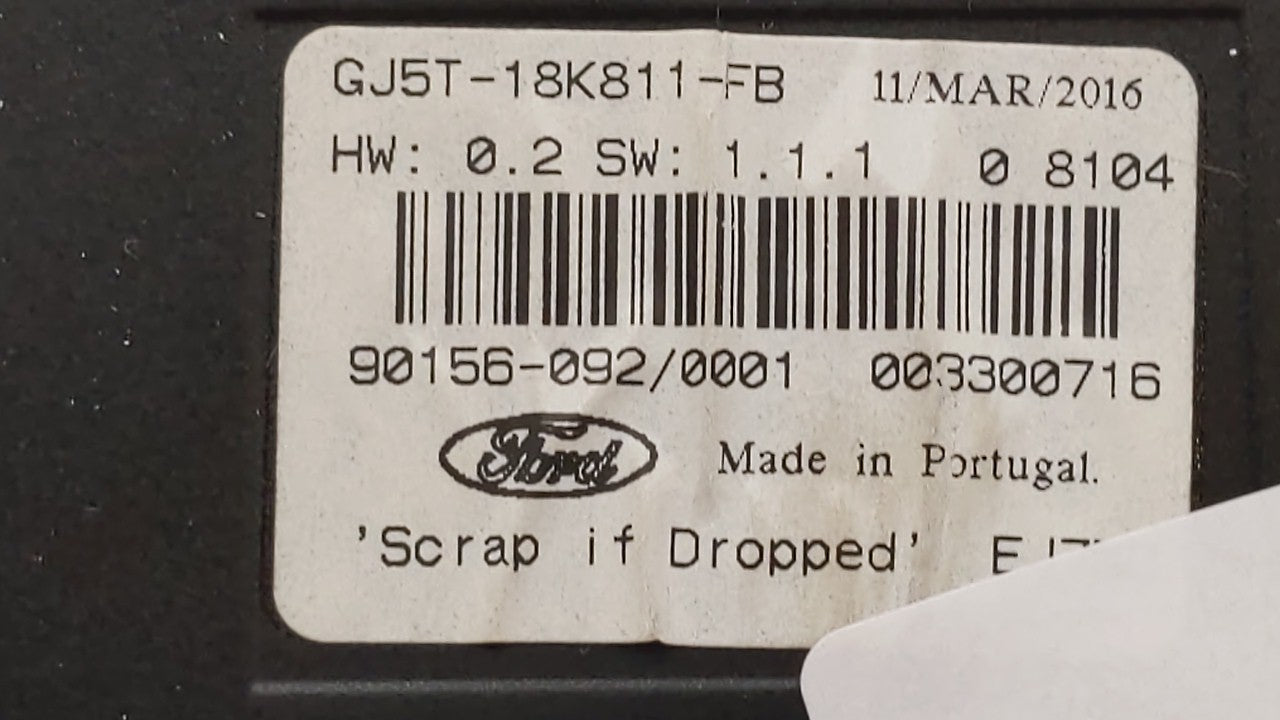 GJ5T-18K811-FB 11/MAR/2016
HW: 0.2 SW: 1.1.1 0 8104
90156-092/0001 003300716
Ford Made in Portugal.
'Scrap if Dropped'